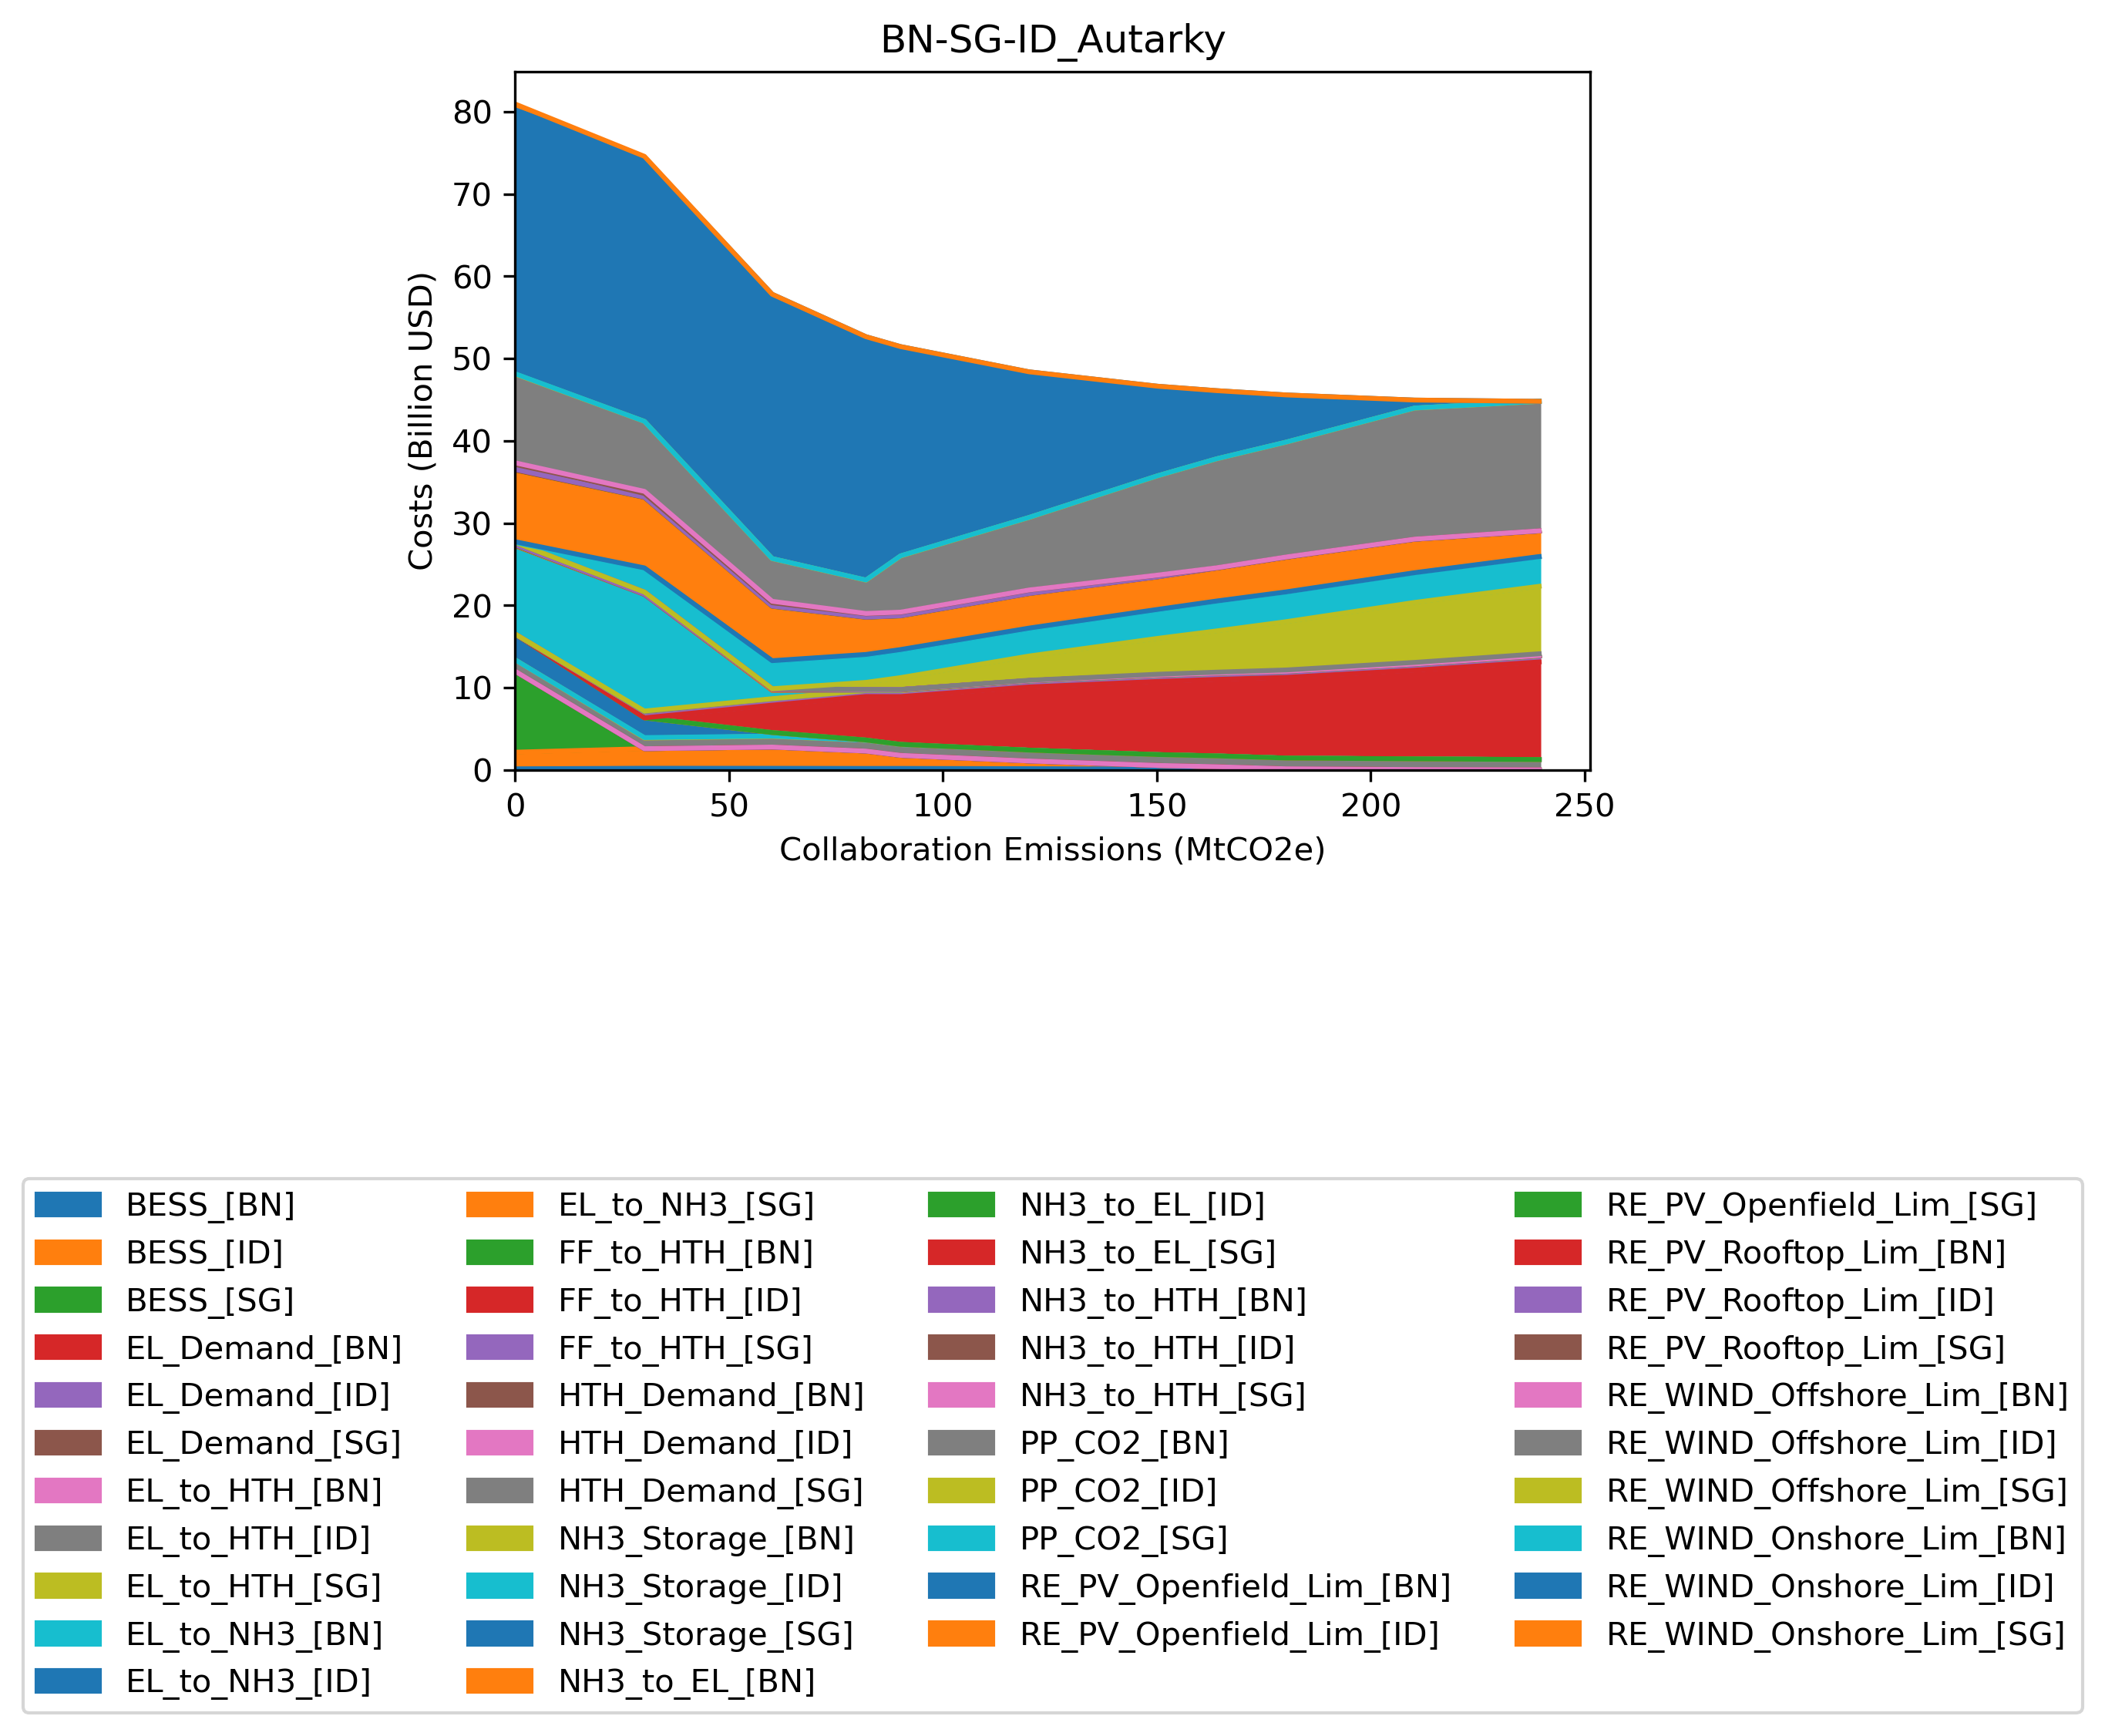 BN-SG-ID_Autarky
80
70
60
50
40
30
20
10
0
Costs (Billion USD)
0 50 100 150 200 250
Collaboration Emissions (MtCO2e)
BESS_[BN]
BESS_[ID]
BESS_[SG]
EL_Demand_[BN]
EL_Demand_[ID]
EL_Demand_[SG]
EL_to_HTH_[BN]
EL_to_HTH_[ID]
EL_to_HTH_[SG]
EL_to_NH3_[BN]
EL_to_NH3_[ID]
EL_to_NH3_[SG]
FF_to_HTH_[BN]
FF_to_HTH_[ID]
FF_to_HTH_[SG]
HTH_Demand_[BN]
HTH_Demand_[ID]
HTH_Demand_[SG]
NH3_Storage_[BN]
NH3_Storage_[ID]
NH3_Storage_[SG]
NH3_to_EL_[BN]
NH3_to_EL_[ID]
NH3_to_EL_[SG]
NH3_to_HTH_[BN]
NH3_to_HTH_[ID]
NH3_to_HTH_[SG]
PP_CO2_[BN]
PP_CO2_[ID]
PP_CO2_[SG]
RE_PV_Openfield_Lim_[BN]
RE_PV_Openfield_Lim_[ID]
RE_PV_Openfield_Lim_[SG]
RE_PV_Rooftop_Lim_[BN]
RE_PV_Rooftop_Lim_[ID]
RE_PV_Rooftop_Lim_[SG]
RE_WIND_Offshore_Lim_[BN]
RE_WIND_Offshore_Lim_[ID]
RE_WIND_Offshore_Lim_[SG]
RE_WIND_Onshore_Lim_[BN]
RE_WIND_Onshore_Lim_[ID]
RE_WIND_Onshore_Lim_[SG]